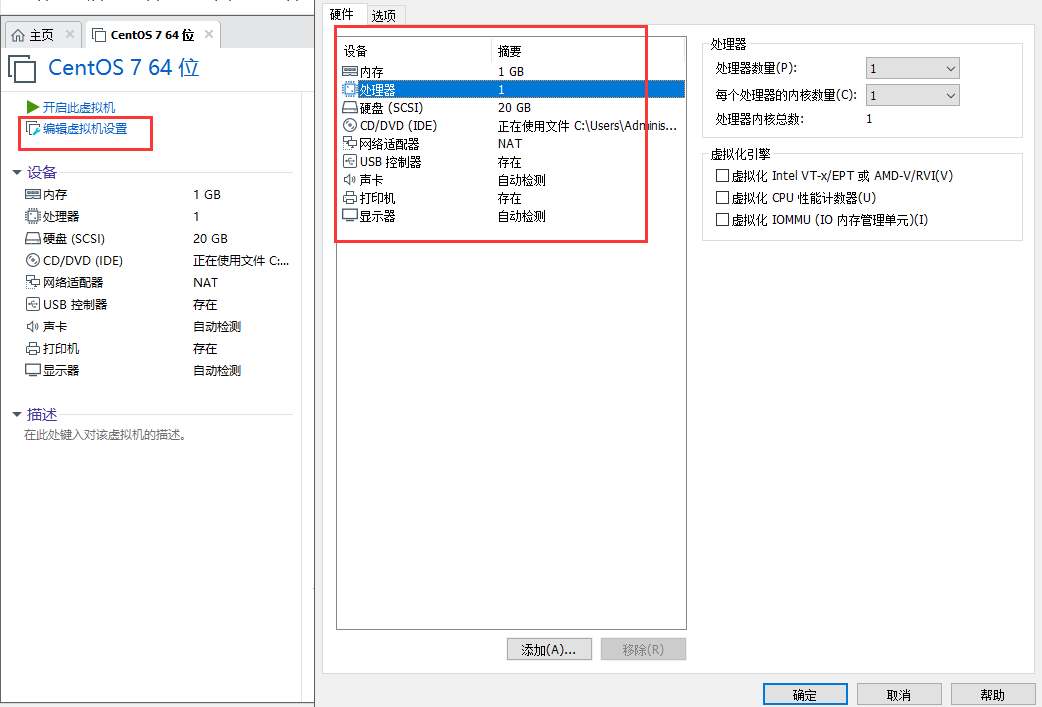 主页
CentOS 7 64 位
CentOS 7 64 位
开启此虚拟机
编辑虚拟机设置
设备
内存 1 GB
处理器 1
硬盘 (SCSI) 20 GB
CD/DVD (IDE) 正在使用文件 C:...
网络适配器 NAT
USB 控制器 存在
声卡 自动检测
打印机 存在
显示器 自动检测
描述
在此处键入对该虚拟机的描述。
硬件 选项
设备 摘要
内存 1 GB
处理器 1
硬盘 (SCSI) 20 GB
CD/DVD (IDE) 正在使用文件 C:\Users\Adminis...
网络适配器 NAT
USB 控制器 存在
声卡 自动检测
打印机 存在
显示器 自动检测
添加(A)... 移除(R)
处理器
处理器数量(P): 1
每个处理器的内核数量(C): 1
处理器内核总数: 1
虚拟化引擎
虚拟化 Intel VT-x/EPT 或 AMD-V/RVI(V)
虚拟化 CPU 性能计数器(U)
虚拟化 IOMMU (IO 内存管理单元)(I)
确定 取消 帮助